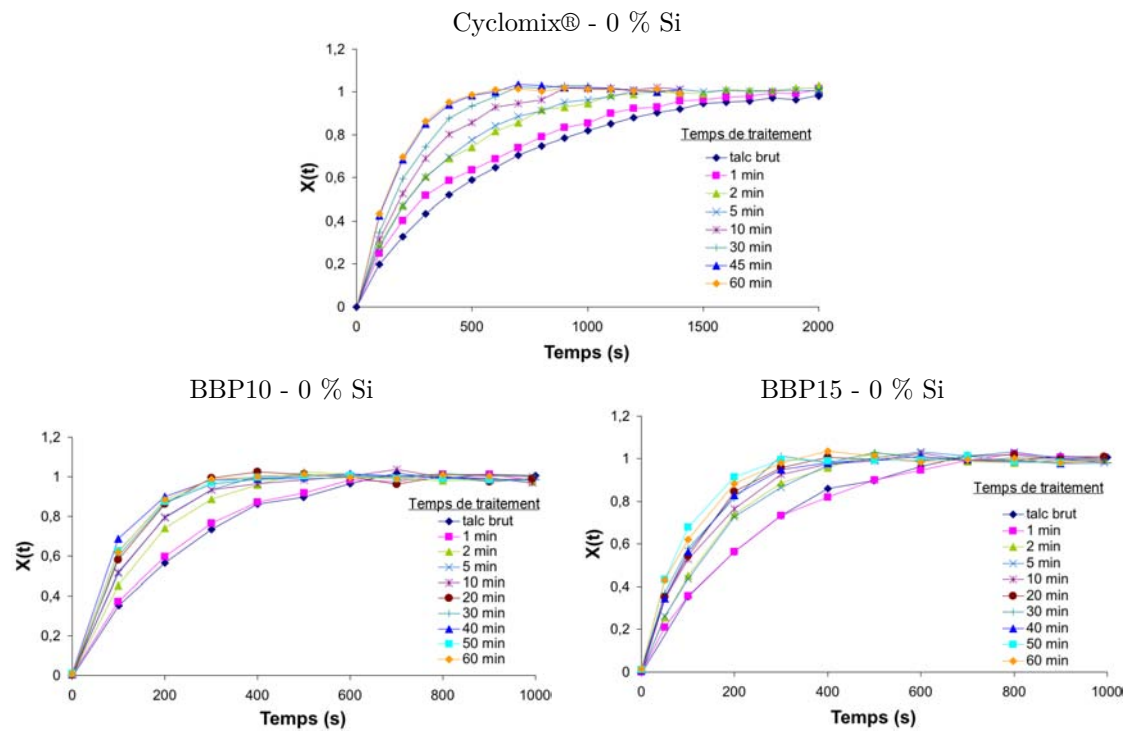 Cyclomix® - 0 % Si
1,2
1
0,8
0,6
0,4
0,2
0
X(t)
0
500
1000
1500
2000
Temps (s)
Temps de traitement
talc brut
1 min
2 min
5 min
10 min
30 min
45 min
60 min
BBP10 - 0 % Si
1,2
1
0,8
0,6
0,4
0,2
0
X(t)
0
200
400
600
800
1000
Temps (s)
Temps de traitement
talc brut
1 min
2 min
5 min
10 min
20 min
30 min
40 min
50 min
60 min
BBP15 - 0 % Si
1,2
1
0,8
0,6
0,4
0,2
0
X(t)
0
200
400
600
800
1000
Temps (s)
Temps de traitement
talc brut
1 min
2 min
5 min
10 min
20 min
30 min
40 min
50 min
60 min